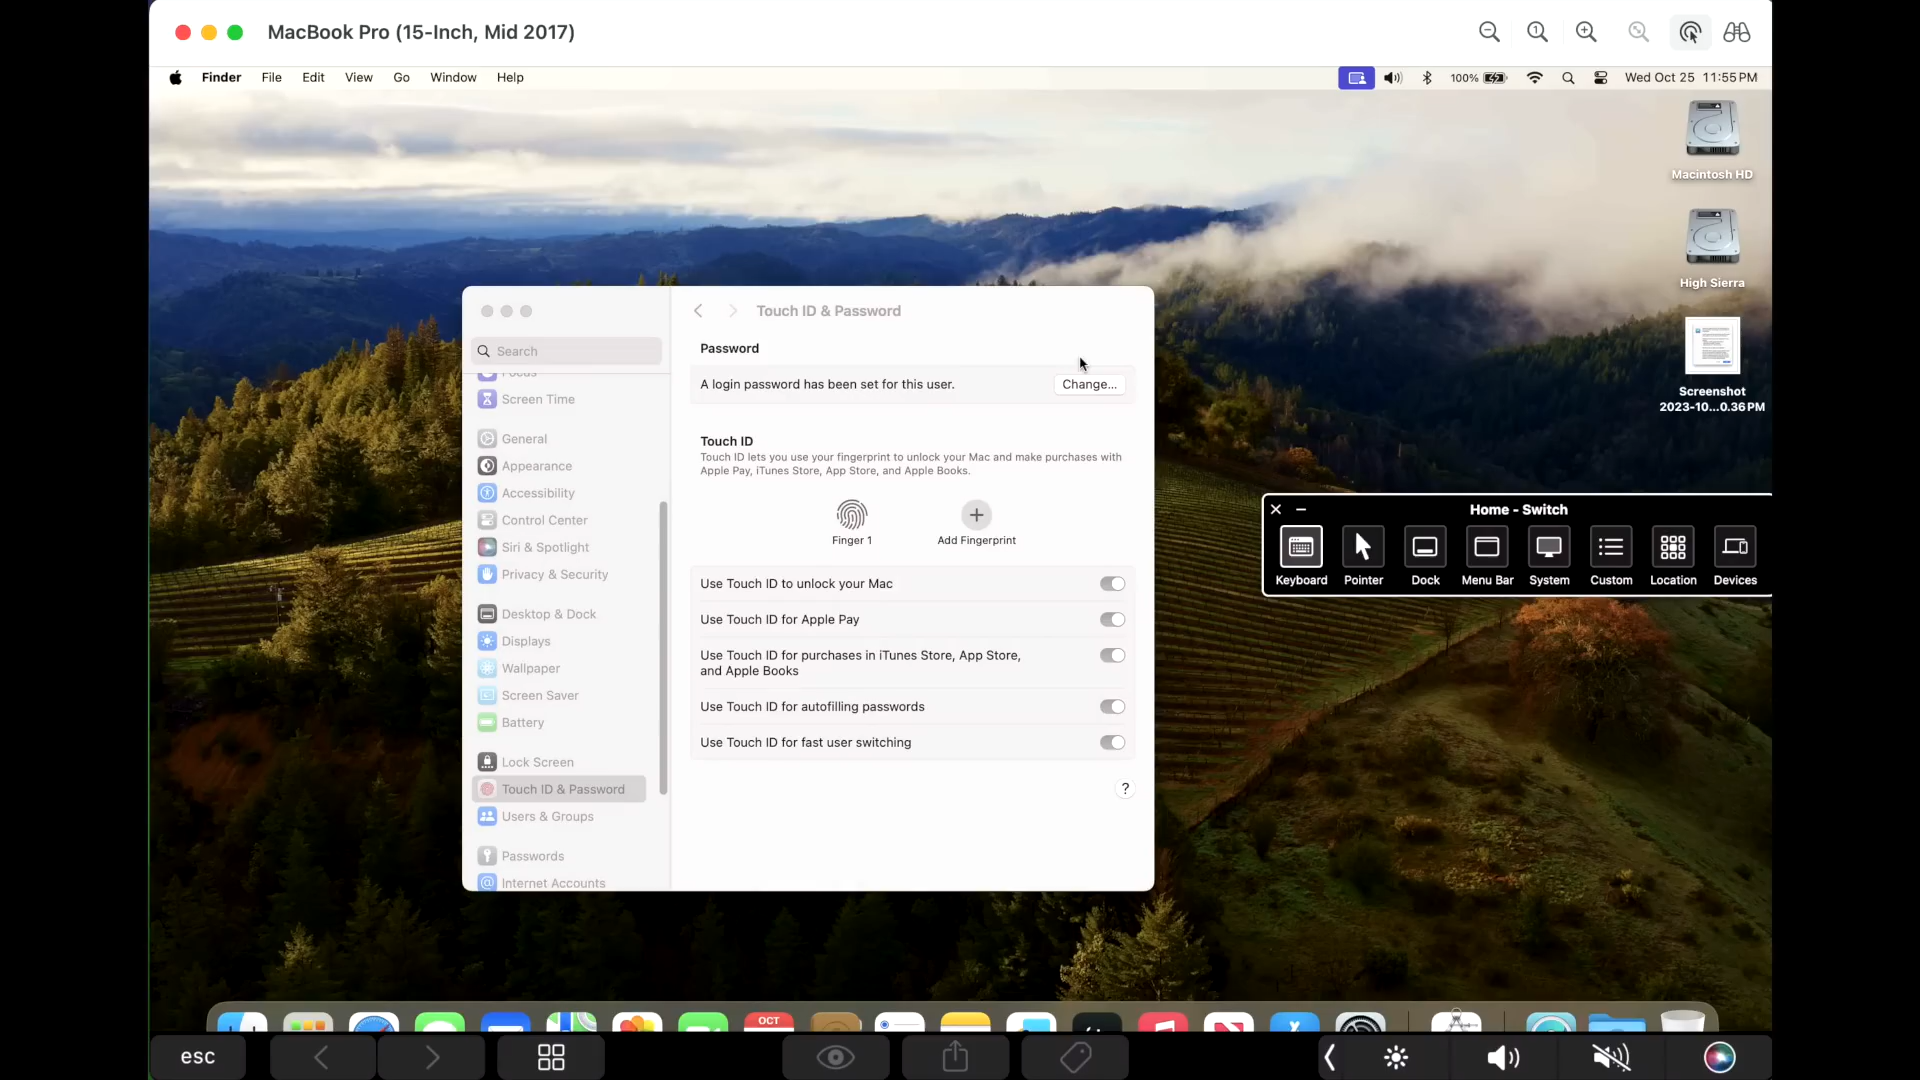 MacBook Pro (15-Inch, Mid 2017)
Finder File Edit View Go Window Help
100% Wed Oct 25 11:55 PM
Macintosh HD
High Sierra
Screenshot
2023-10...0.36 PM
Search
Focus
Screen Time
General
Appearance
Accessibility
Control Center
Siri & Spotlight
Privacy & Security
Desktop & Dock
Displays
Wallpaper
Screen Saver
Battery
Lock Screen
Touch ID & Password
Users & Groups
Passwords
Internet Accounts
Touch ID & Password
Password
A login password has been set for this user.
Change...
Touch ID
Touch ID lets you use your fingerprint to unlock your Mac and make purchases with
Apple Pay, iTunes Store, App Store, and Apple Books.
Finger 1
Add Fingerprint
Use Touch ID to unlock your Mac
Use Touch ID for Apple Pay
Use Touch ID for purchases in iTunes Store, App Store,
and Apple Books
Use Touch ID for autofilling passwords
Use Touch ID for fast user switching
?
Home - Switch
Keyboard Pointer Dock Menu Bar System Custom Location Devices
OCT
esc